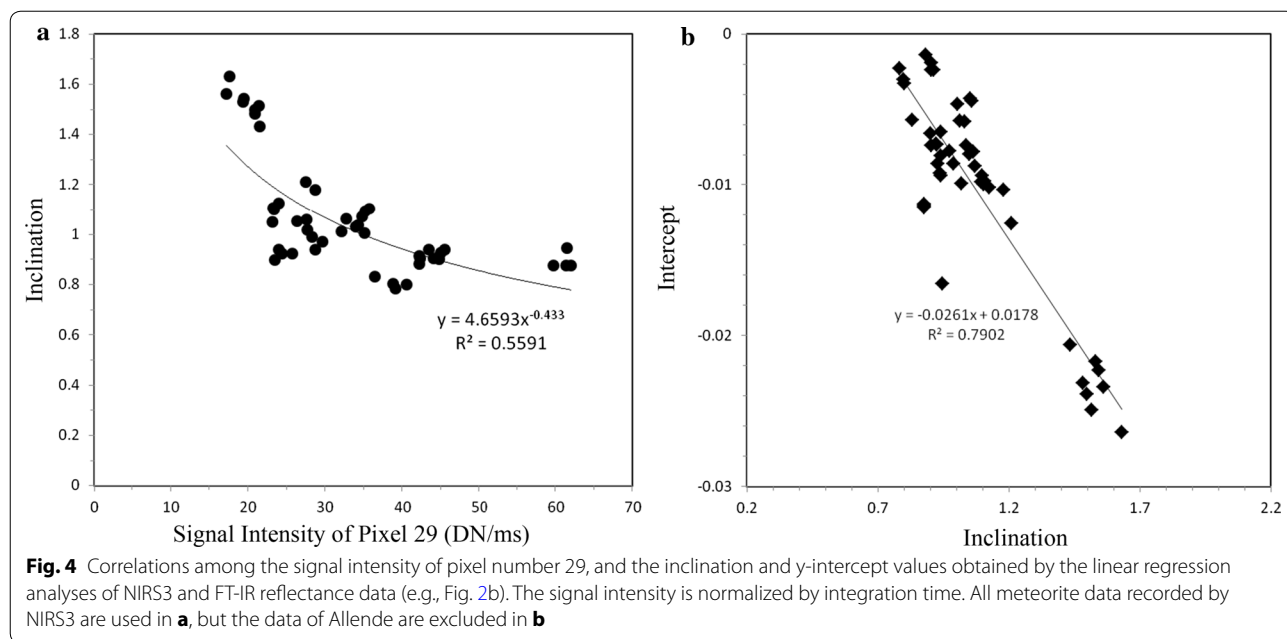 a
1.8
1.6
1.4
1.2
1
0.8
0.6
0.4
0.2
0
Inclination
y = 4.6593x^-0.433
R² = 0.5591
0 10 20 30 40 50 60 70
Signal Intensity of Pixel 29 (DN/ms)
b
0
-0.01
-0.02
-0.03
Intercept
y = -0.0261x + 0.0178
R² = 0.7902
0.2 0.7 1.2 1.7 2.2
Inclination
Fig. 4 Correlations among the signal intensity of pixel number 29, and the inclination and y-intercept values obtained by the linear regression
analyses of NIRS3 and FT-IR reflectance data (e.g., Fig. 2b). The signal intensity is normalized by integration time. All meteorite data recorded by
NIRS3 are used in a, but the data of Allende are excluded in b